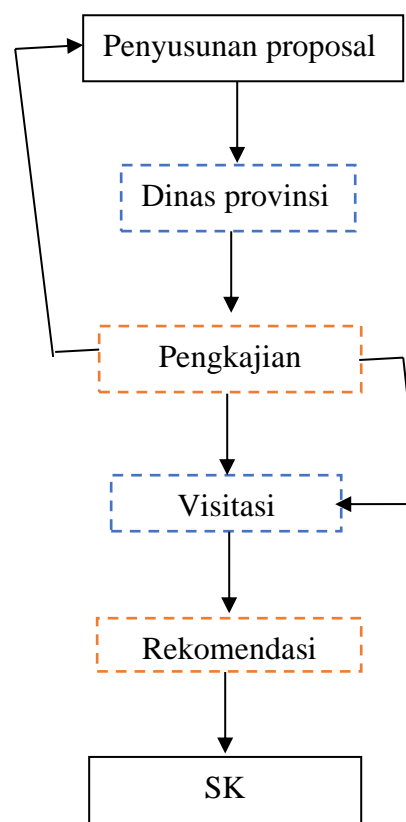 Penyusunan proposal
Dinas provinsi
Pengkajian
Visitasi
Rekomendasi
SK